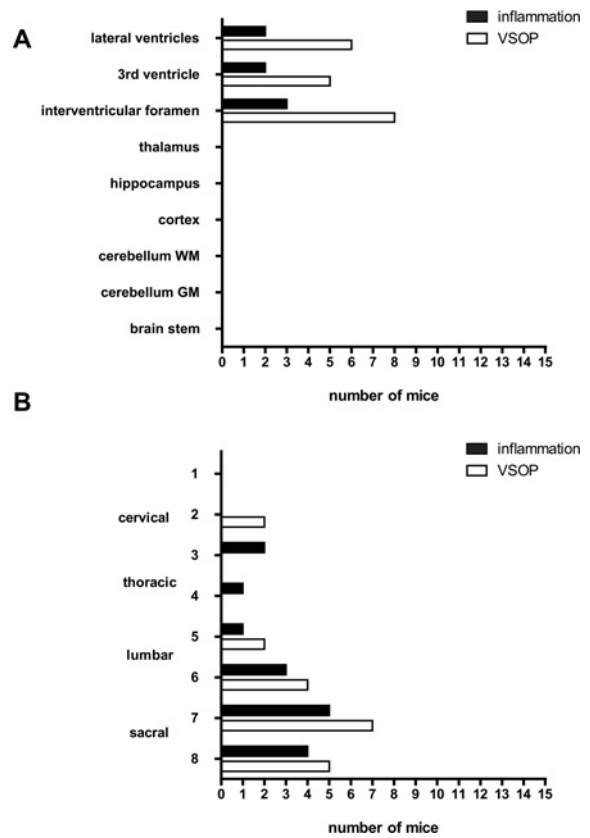 A
inflammation
VSOP
lateral ventricles
3rd ventricle
interventricular foramen
thalamus
hippocampus
cortex
cerebellum WM
cerebellum GM
brain stem
0 1 2 3 4 5 6 7 8 9 10 11 12 13 14 15
number of mice
B
inflammation
VSOP
1
cervical 2
3
thoracic
4
5
lumbar
6
7
sacral
8
0 1 2 3 4 5 6 7 8 9 10 11 12 13 14 15
number of mice